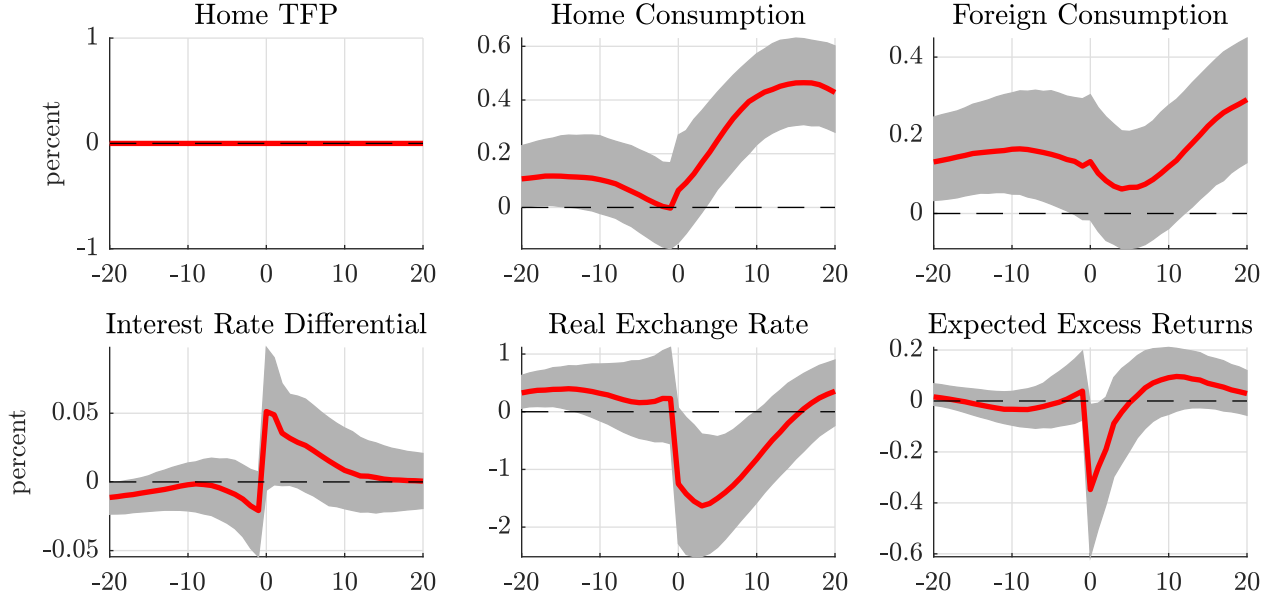 Home TFP
Home Consumption
Foreign Consumption
percent
1
0
-1
-20 -10 0 10 20
0.6
0.4
0.2
0
-20 -10 0 10 20
0.4
0.2
0
-20 -10 0 10 20
Interest Rate Differential
Real Exchange Rate
Expected Excess Returns
percent
0.05
0
-0.05
-20 -10 0 10 20
1
0
-1
-2
-20 -10 0 10 20
0.2
0
-0.2
-0.4
-0.6
-20 -10 0 10 20